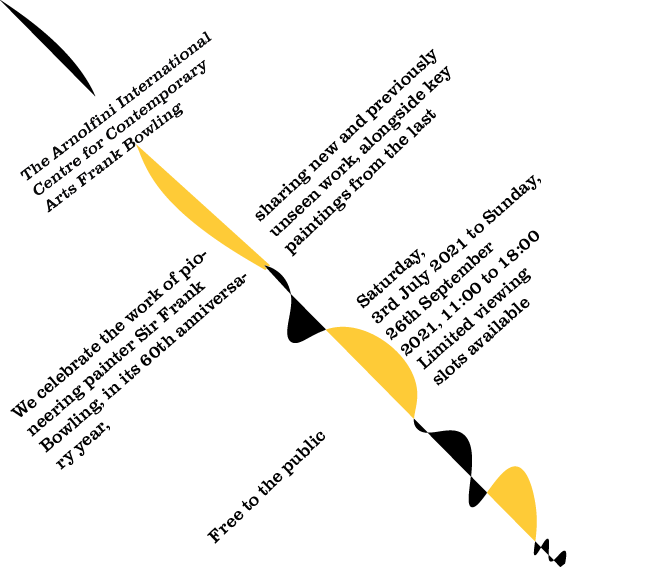 The Arnolfini International
Centre for Contemporary
Arts Frank Bowling
sharing new and previously
unseen work, alongside key
paintings from the last
We celebrate the work of pio-
neering painter Sir Frank
Bowling, in its 60th anniversa-
ry year,
Saturday,
3rd July 2021 to Sunday,
26th September
2021, 11:00 to 18:00
Limited viewing
slots available
Free to the public